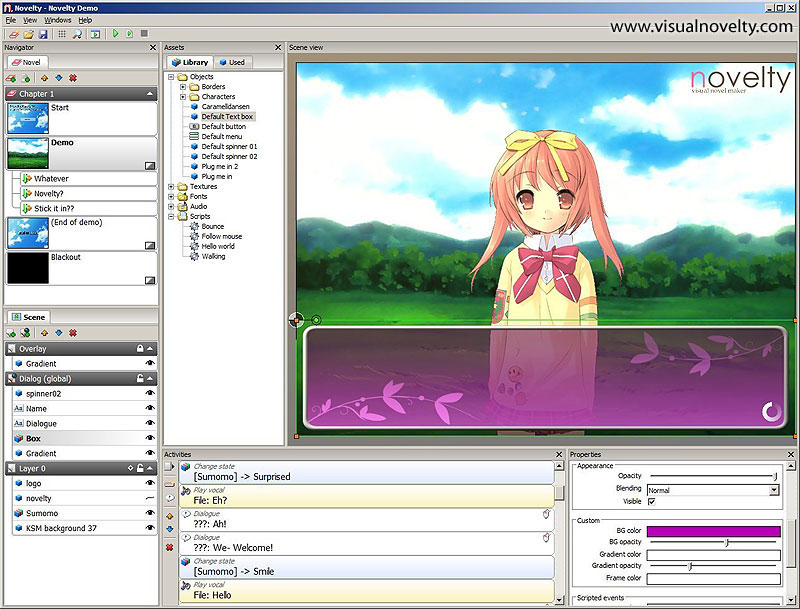 Novelty - Novelty Demo
File View Windows Help
www.visualnovelty.com
Navigator
Novel
Chapter 1
Start
Demo
Whatever
Novelty?
Stick it in??
(End of demo)
Blackout
Scene
Overlay
Gradient
Dialog (global)
spinner02
Aa Name
Aa Dialogue
Box
Gradient
Layer 0
logo
novelty
Sumomo
KSM background 37
Assets
Library Used
Objects
Borders
Characters
Caramelldansen
Default Text box
Default button
Default menu
Default spinner 01
Default spinner 02
Plug me in 2
Plug me in
Textures
Fonts
Audio
Scripts
Bounce
Follow mouse
Hello world
Walking
Scene view
novelty
visual novel maker
Activities
Change state
[Sumomo] -> Surprised
Play vocal
File: Eh?
Dialogue
???: Ah!
Dialogue
???: We- Welcome!
Change state
[Sumomo] -> Smile
Play vocal
File: Hello
Properties
Appearance
Opacity
Blending Normal
Visible
Custom
BG color
BG opacity
Gradient color
Gradient opacity
Frame color
Scripted events